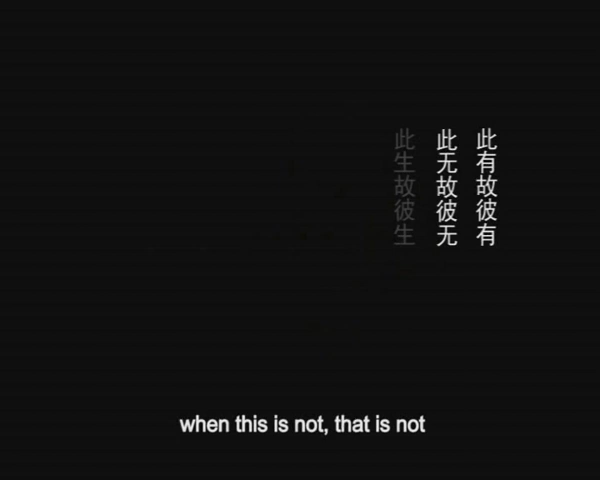 此有故彼有
此无故彼无
此生故彼生
when this is not, that is not